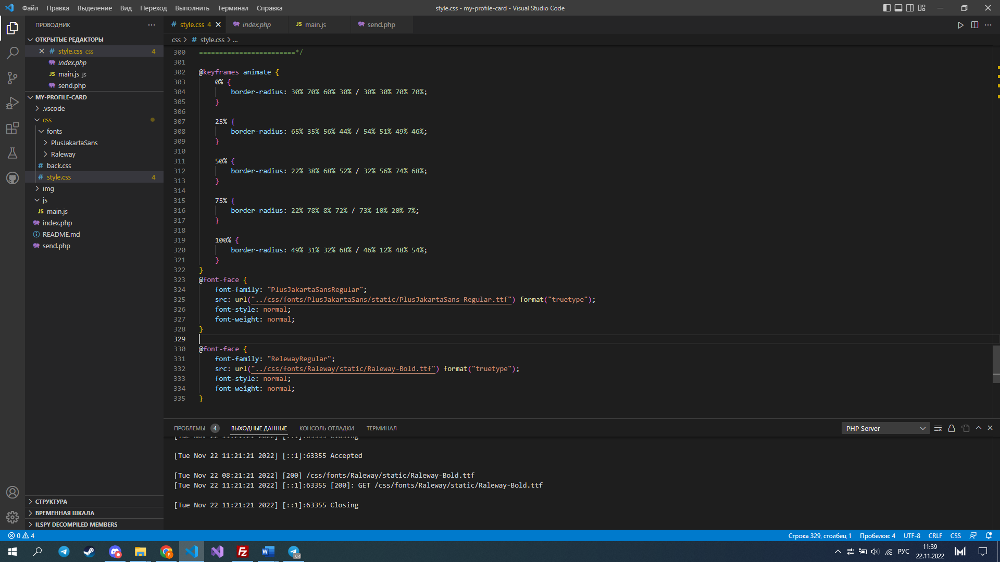 Файл Правка Выделение Вид Переход Выполнить Терминал Справка
style.css - my-profile-card - Visual Studio Code
ПРОВОДНИК
ОТКРЫТЫЕ РЕДАКТОРЫ
style.css css 4
index.php
main.js js
send.php
MY-PROFILE-CARD
.vscode
css
fonts
PlusJakartaSans
Raleway
back.css
style.css 4
img
js
main.js
index.php
README.md
send.php
СТРУКТУРА
ВРЕМЕННАЯ ШКАЛА
ILSPY DECOMPILED MEMBERS
style.css 4 index.php JS main.js send.php
css > # style.css > ...
300 ========================*/
301
302 @keyframes animate {
303 0% {
304 border-radius: 30% 70% 60% 30% / 30% 30% 70% 70%;
305 }
306
307 25% {
308 border-radius: 65% 35% 56% 44% / 54% 51% 49% 46%;
309 }
310
311 50% {
312 border-radius: 22% 38% 68% 52% / 32% 56% 74% 68%;
313 }
314
315 75% {
316 border-radius: 22% 78% 8% 72% / 73% 10% 20% 7%;
317 }
318
319 100% {
320 border-radius: 49% 31% 32% 68% / 46% 12% 48% 54%;
321 }
322 }
323 @font-face {
324 font-family: "PlusJakartaSansRegular";
325 src: url("../css/fonts/PlusJakartaSans/static/PlusJakartaSans-Regular.ttf") format("truetype");
326 font-style: normal;
327 font-weight: normal;
328 }
329
330 @font-face {
331 font-family: "RelewayRegular";
332 src: url("../css/fonts/Raleway/static/Raleway-Bold.ttf") format("truetype");
333 font-style: normal;
334 font-weight: normal;
335 }
ПРОБЛЕМЫ 4 ВЫХОДНЫЕ ДАННЫЕ КОНСОЛЬ ОТЛАДКИ ТЕРМИНАЛ
PHP Server
[Tue Nov 22 11:21:21 2022] [::1]:63355 Closing
[Tue Nov 22 11:21:21 2022] [::1]:63355 Accepted
[Tue Nov 22 08:21:21 2022] [200] /css/fonts/Raleway/static/Raleway-Bold.ttf
[Tue Nov 22 11:21:21 2022] [::1]:63355 [200]: GET /css/fonts/Raleway/static/Raleway-Bold.ttf
[Tue Nov 22 11:21:21 2022] [::1]:63355 Closing
0 4
Строка 329, столбец 1 Пробелов: 4 UTF-8 CRLF CSS
РУС
11:39
22.11.2022